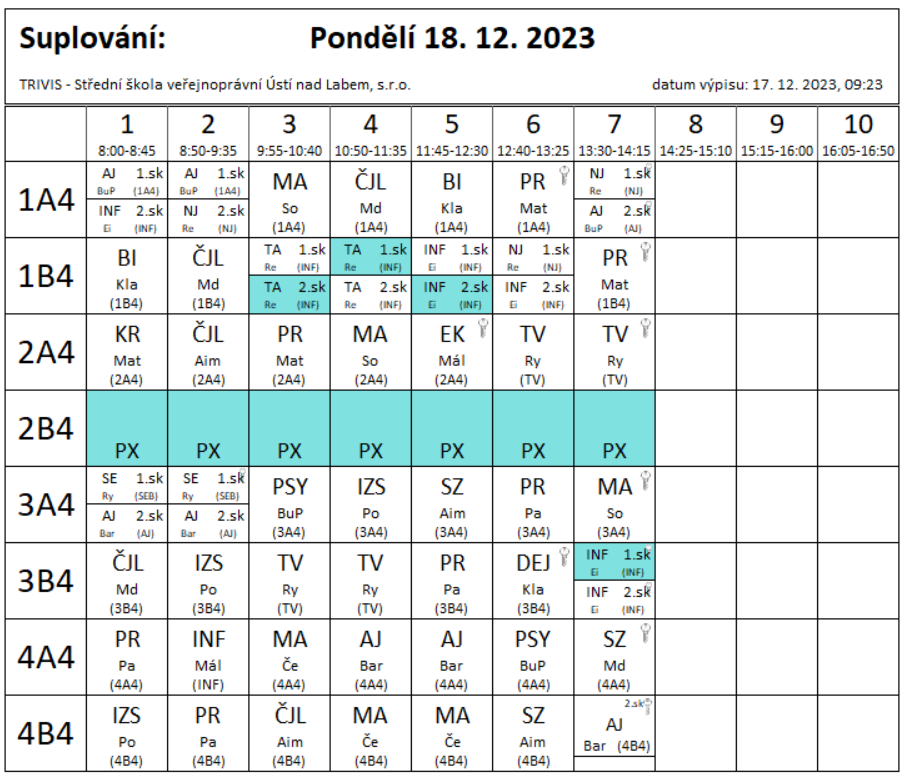 Suplování: Pondělí 18. 12. 2023
TRIVIS - Střední škola veřejnoprávní Ústí nad Labem, s.r.o. datum výpisu: 17. 12. 2023, 09:23
1 2 3 4 5 6 7 8 9 10
8:00-8:45 8:50-9:35 9:55-10:40 10:50-11:35 11:45-12:30 12:40-13:25 13:30-14:15 14:25-15:10 15:15-16:00 16:05-16:50
1A4
AJ 1.sk
BuP (1A4)
INF 2.sk
Ei (INF)
AJ 1.sk
BuP (1A4)
NJ 2.sk
Re (NJ)
MA
So
(1A4)
ČJL
Md
(1A4)
BI
Kla
(1A4)
PR
Mat
(1A4)
NJ 1.sk
Re (NJ)
AJ 2.sk
BuP (AJ)
1B4
BI
Kla
(1B4)
ČJL
Md
(1B4)
TA 1.sk
Re (INF)
TA 2.sk
Re (INF)
TA 1.sk
Re (INF)
TA 2.sk
Re (INF)
INF 1.sk
Ei (INF)
INF 2.sk
Ei (INF)
NJ 1.sk
Re (NJ)
INF 2.sk
Ei (INF)
PR
Mat
(1B4)
2A4
KR
Mat
(2A4)
ČJL
Aim
(2A4)
PR
Mat
(2A4)
MA
So
(2A4)
EK
Mál
(2A4)
TV
Ry
(TV)
TV
Ry
(TV)
2B4
PX PX PX PX PX PX PX
3A4
SE 1.sk
Ry (SEB)
AJ 2.sk
Bar (AJ)
SE 1.sk
Ry (SEB)
AJ 2.sk
Bar (AJ)
PSY
BuP
(3A4)
IZS
Po
(3A4)
SZ
Aim
(3A4)
PR
Pa
(3A4)
MA
So
(3A4)
3B4
ČJL
Md
(3B4)
IZS
Po
(3B4)
TV
Ry
(TV)
TV
Ry
(TV)
PR
Pa
(3B4)
DEJ
Kla
(3B4)
INF 1.sk
Ei (INF)
INF 2.sk
Ei (INF)
4A4
PR
Pa
(4A4)
INF
Mál
(INF)
MA
Če
(4A4)
AJ
Bar
(4A4)
AJ
Bar
(4A4)
PSY
BuP
(4A4)
SZ
Md
(4A4)
4B4
IZS
Po
(4B4)
PR
Pa
(4B4)
ČJL
Aim
(4B4)
MA
Če
(4B4)
MA
Če
(4B4)
SZ
Aim
(4B4)
2.sk
AJ
Bar (4B4)